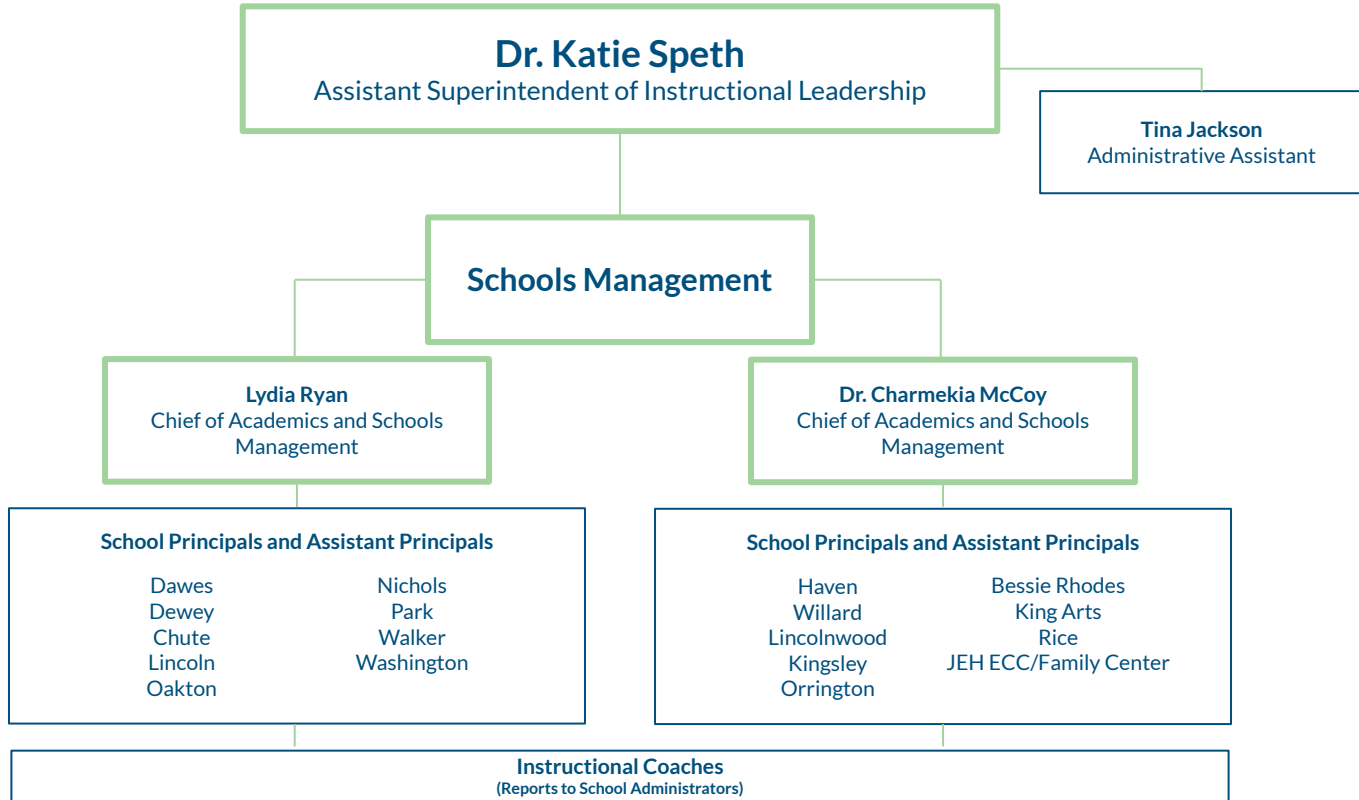 Dr. Katie Speth
Assistant Superintendent of Instructional Leadership
Tina Jackson
Administrative Assistant
Schools Management
Lydia Ryan
Chief of Academics and Schools
Management
Dr. Charmekia McCoy
Chief of Academics and Schools
Management
School Principals and Assistant Principals
Dawes
Dewey
Chute
Lincoln
Oakton
Nichols
Park
Walker
Washington
School Principals and Assistant Principals
Haven
Willard
Lincolnwood
Kingsley
Orrington
Bessie Rhodes
King Arts
Rice
JEH ECC/Family Center
Instructional Coaches
(Reports to School Administrators)